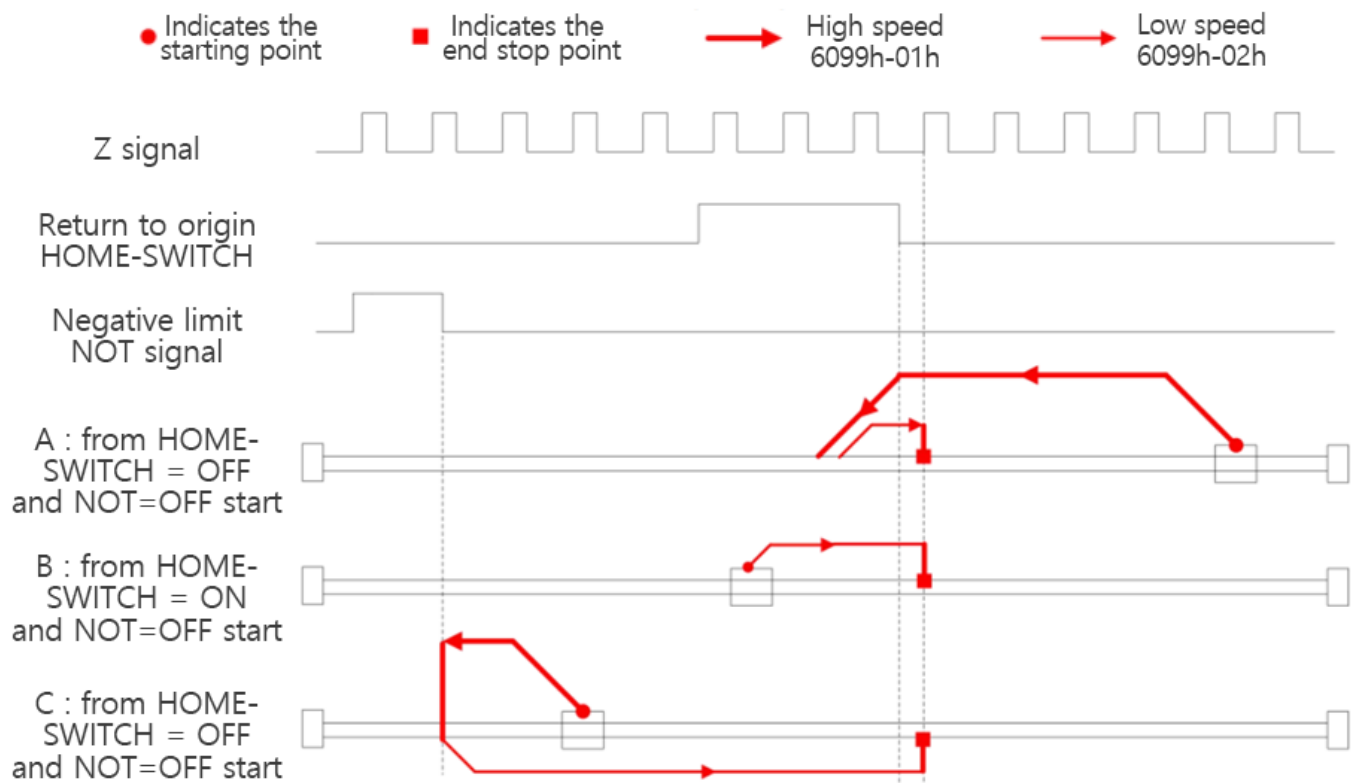 Indicates the
starting point
Indicates the
end stop point
High speed
6099h-01h
Low speed
6099h-02h
Z signal
Return to origin
HOME-SWITCH
Negative limit
NOT signal
A : from HOME-
SWITCH = OFF
and NOT=OFF start
B : from HOME-
SWITCH = ON
and NOT=OFF start
C : from HOME-
SWITCH = OFF
and NOT=OFF start